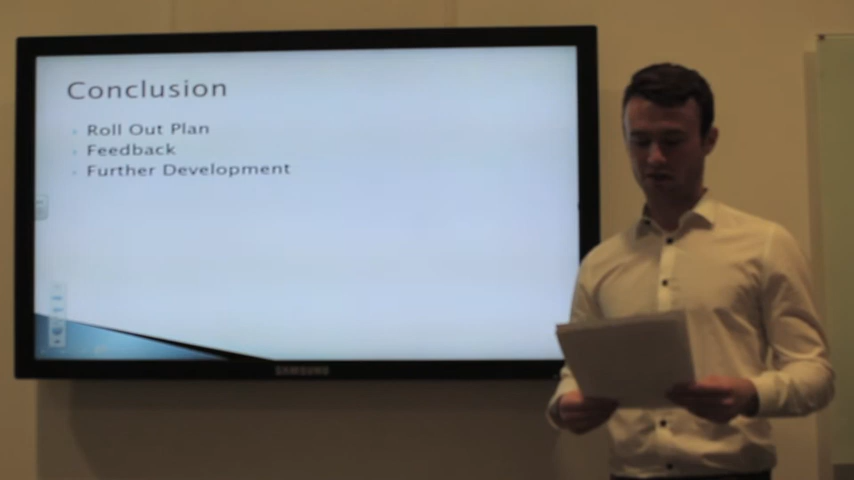 Conclusion
Roll Out Plan
Feedback
Further Development
SAMSUNG